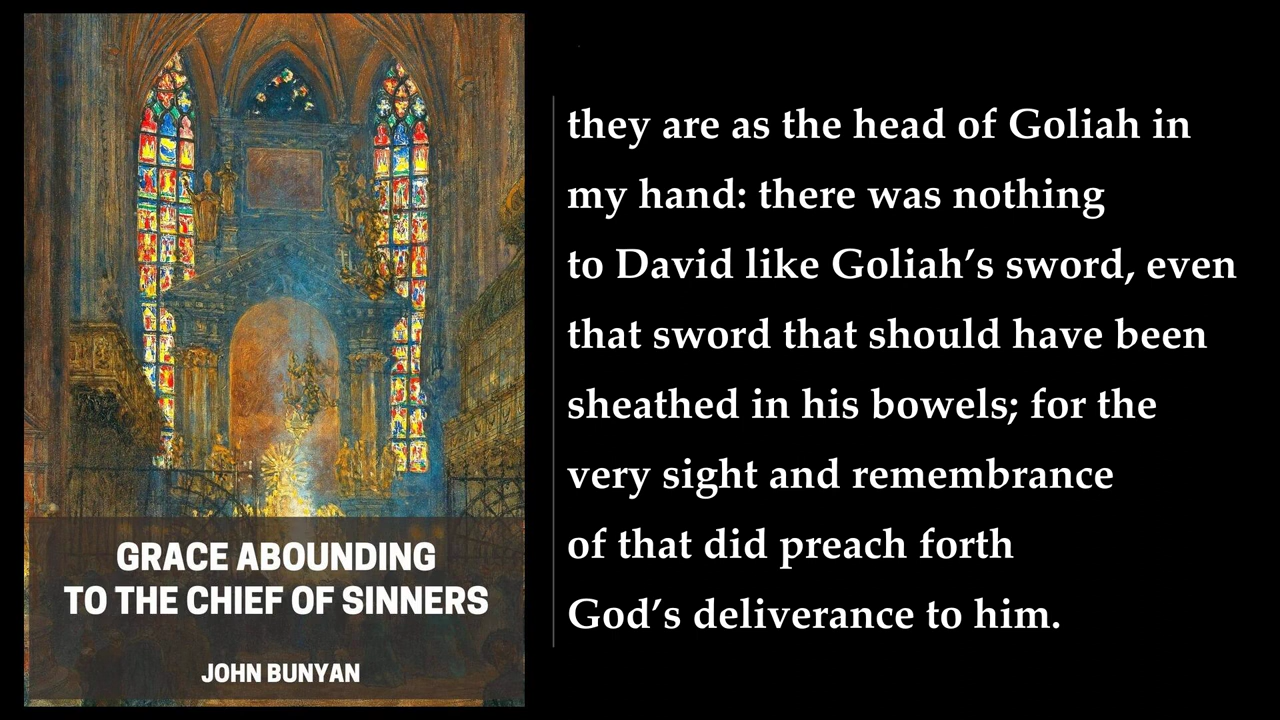 GRACE ABOUNDING
TO THE CHIEF OF SINNERS
JOHN BUNYAN
they are as the head of Goliah in
my hand: there was nothing
to David like Goliah’s sword, even
that sword that should have been
sheathed in his bowels; for the
very sight and remembrance
of that did preach forth
God’s deliverance to him.